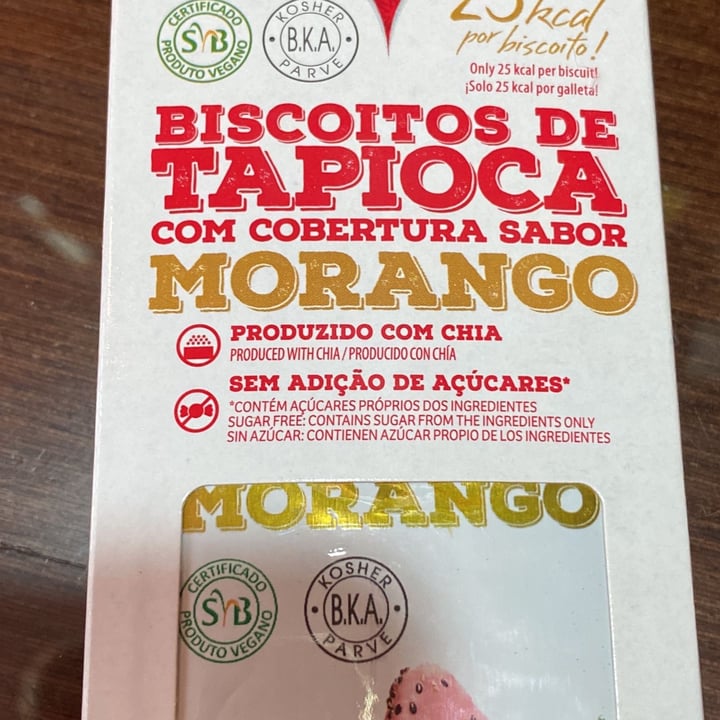 CERTIFICADO
SVB
PRODUTO VEGANO
KOSHER
B.K.A.
PARVE
25kcal
por biscoito!
Only 25 kcal per biscuit!
¡Solo 25 kcal por galleta!
BISCOITOS DE
TAPIOCA
COM COBERTURA SABOR
MORANGO
PRODUZIDO COM CHIA
PRODUCED WITH CHIA / PRODUCIDO CON CHÍA
SEM ADIÇÃO DE AÇÚCARES*
*CONTÉM AÇÚCARES PRÓPRIOS DOS INGREDIENTES
SUGAR FREE: CONTAINS SUGAR FROM THE INGREDIENTS ONLY
SIN AZÚCAR: CONTIENEN AZÚCAR PROPIO DE LOS INGREDIENTES
MORANGO
CERTIFICADO
SVB
PRODUTO VEGANO
KOSHER
B.K.A.
PARVE